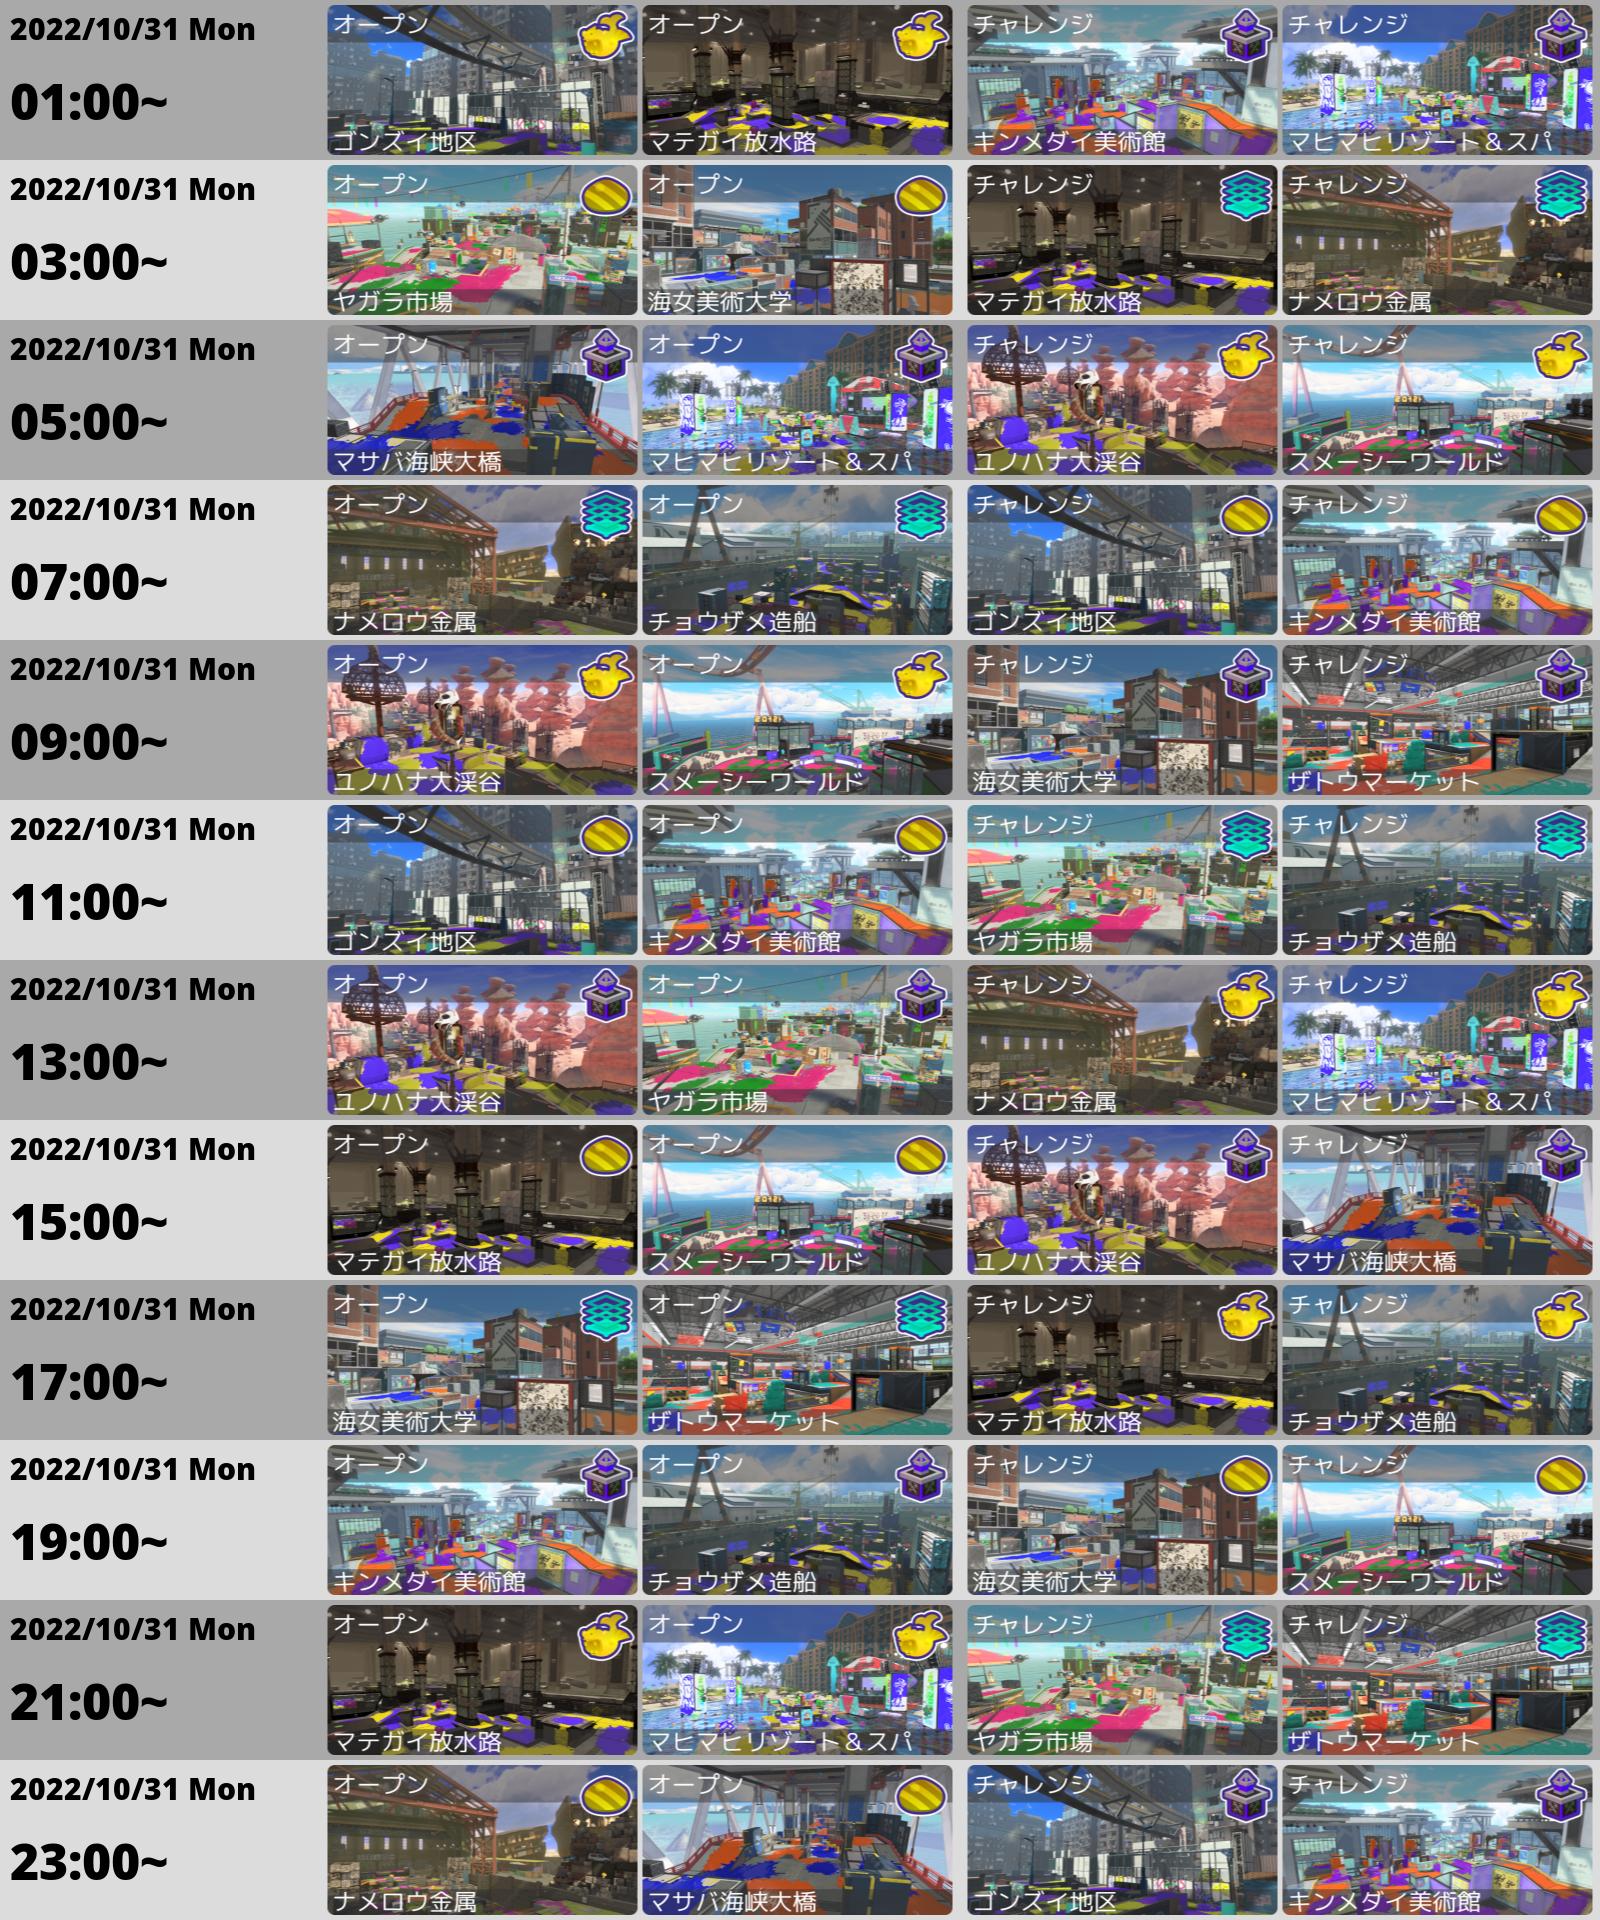 2022/10/31 Mon
01:00~
オープン
ゴンズイ地区
オープン
マテガイ放水路
チャレンジ
キンメダイ美術館
チャレンジ
マヒマヒリゾート＆スパ
2022/10/31 Mon
03:00~
オープン
ヤガラ市場
オープン
海女美術大学
チャレンジ
マテガイ放水路
チャレンジ
ナメロウ金属
2022/10/31 Mon
05:00~
オープン
マサバ海峡大橋
オープン
マヒマヒリゾート＆スパ
チャレンジ
ユノハナ大渓谷
チャレンジ
スメーシーワールド
2022/10/31 Mon
07:00~
オープン
ナメロウ金属
オープン
チョウザメ造船
チャレンジ
ゴンズイ地区
チャレンジ
キンメダイ美術館
2022/10/31 Mon
09:00~
オープン
ユノハナ大渓谷
オープン
スメーシーワールド
チャレンジ
海女美術大学
チャレンジ
ザトウマーケット
2022/10/31 Mon
11:00~
オープン
ゴンズイ地区
オープン
キンメダイ美術館
チャレンジ
ヤガラ市場
チャレンジ
チョウザメ造船
2022/10/31 Mon
13:00~
オープン
ユノハナ大渓谷
オープン
ヤガラ市場
チャレンジ
ナメロウ金属
チャレンジ
マヒマヒリゾート＆スパ
2022/10/31 Mon
15:00~
オープン
マテガイ放水路
オープン
スメーシーワールド
チャレンジ
ユノハナ大渓谷
チャレンジ
マサバ海峡大橋
2022/10/31 Mon
17:00~
オープン
海女美術大学
オープン
ザトウマーケット
チャレンジ
マテガイ放水路
チャレンジ
チョウザメ造船
2022/10/31 Mon
19:00~
オープン
キンメダイ美術館
オープン
チョウザメ造船
チャレンジ
海女美術大学
チャレンジ
スメーシーワールド
2022/10/31 Mon
21:00~
オープン
マテガイ放水路
オープン
マヒマヒリゾート＆スパ
チャレンジ
ヤガラ市場
チャレンジ
ザトウマーケット
2022/10/31 Mon
23:00~
オープン
ナメロウ金属
オープン
マサバ海峡大橋
チャレンジ
ゴンズイ地区
チャレンジ
キンメダイ美術館